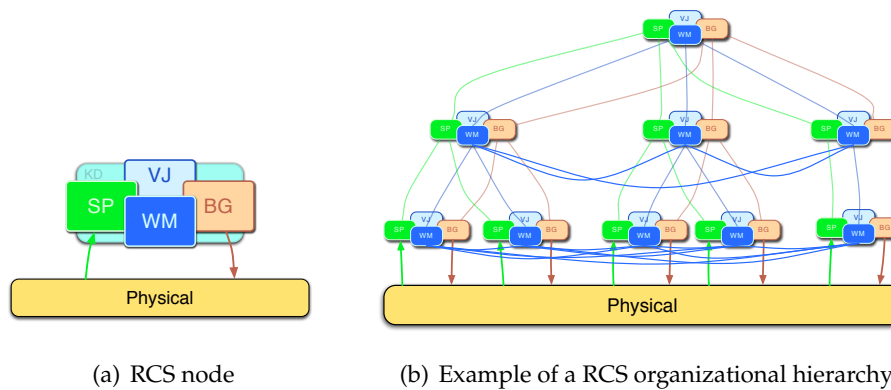 VJ
SP
BG
WM
VJ
SP
BG
WM
VJ
SP
BG
WM
VJ
SP
BG
WM
KD
VJ
SP
BG
WM
VJ
SP
BG
WM
VJ
SP
BG
WM
VJ
SP
BG
WM
VJ
SP
BG
WM
VJ
SP
BG
WM
Physical
Physical
(a) RCS node
(b) Example of a RCS organizational hierarchy